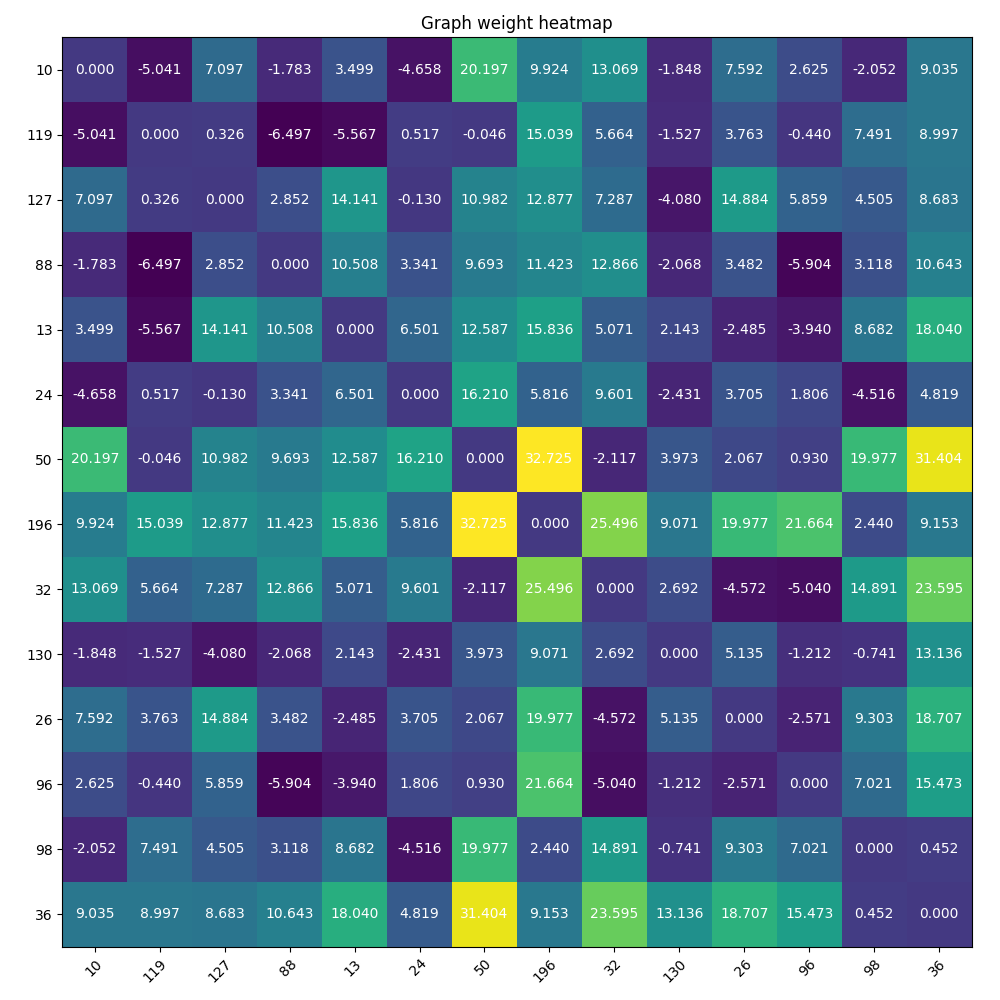 Graph weight heatmap
10 0.000 -5.041 7.097 -1.783 3.499 -4.658 20.197 9.924 13.069 -1.848 7.592 2.625 -2.052 9.035
119 -5.041 0.000 0.326 -6.497 -5.567 0.517 -0.046 15.039 5.664 -1.527 3.763 -0.440 7.491 8.997
127 7.097 0.326 0.000 2.852 14.141 -0.130 10.982 12.877 7.287 -4.080 14.884 5.859 4.505 8.683
88 -1.783 -6.497 2.852 0.000 10.508 3.341 9.693 11.423 12.866 -2.068 3.482 -5.904 3.118 10.643
13 3.499 -5.567 14.141 10.508 0.000 6.501 12.587 15.836 5.071 2.143 -2.485 -3.940 8.682 18.040
24 -4.658 0.517 -0.130 3.341 6.501 0.000 16.210 5.816 9.601 -2.431 3.705 1.806 -4.516 4.819
50 20.197 -0.046 10.982 9.693 12.587 16.210 0.000 32.725 -2.117 3.973 2.067 0.930 19.977 31.404
196 9.924 15.039 12.877 11.423 15.836 5.816 32.725 0.000 25.496 9.071 19.977 21.664 2.440 9.153
32 13.069 5.664 7.287 12.866 5.071 9.601 -2.117 25.496 0.000 2.692 -4.572 -5.040 14.891 23.595
130 -1.848 -1.527 -4.080 -2.068 2.143 -2.431 3.973 9.071 2.692 0.000 5.135 -1.212 -0.741 13.136
26 7.592 3.763 14.884 3.482 -2.485 3.705 2.067 19.977 -4.572 5.135 0.000 -2.571 9.303 18.707
96 2.625 -0.440 5.859 -5.904 -3.940 1.806 0.930 21.664 -5.040 -1.212 -2.571 0.000 7.021 15.473
98 -2.052 7.491 4.505 3.118 8.682 -4.516 19.977 2.440 14.891 -0.741 9.303 7.021 0.000 0.452
36 9.035 8.997 8.683 10.643 18.040 4.819 31.404 9.153 23.595 13.136 18.707 15.473 0.452 0.000
10 119 127 88 13 24 50 196 32 130 26 96 98 36